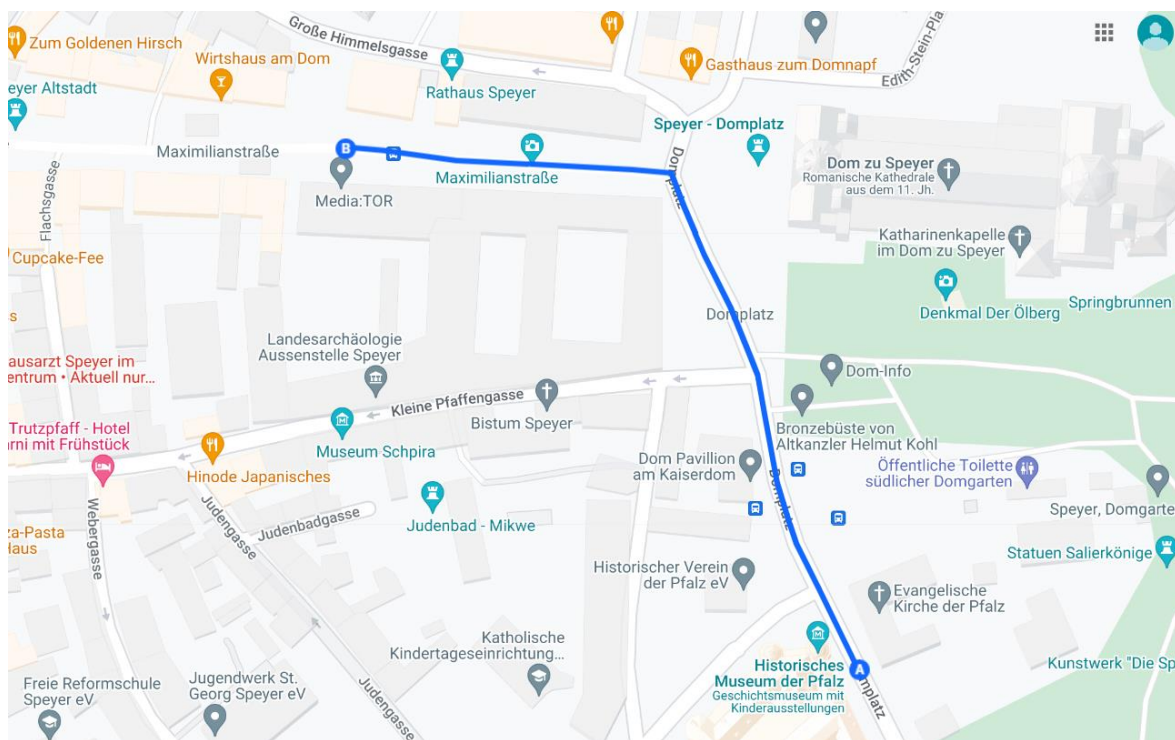 Zum Goldenen Hirsch
Große Himmelsgasse
Wirtshaus am Dom
Gasthaus zum Domnapf
Edith-Stein-Pla
eyer Altstadt
Rathaus Speyer
Speyer - Domplatz
Maximilianstraße
B
Maximilianstraße
Domplatz
Dom zu Speyer
Romanische Kathedrale
aus dem 11. Jh.
Media:TOR
Flachsgasse
Cupcake-Fee
Katharinenkapelle
im Dom zu Speyer
Denkmal Der Ölberg
Springbrunnen
Domplatz
Landesarchäologie
Aussenstelle Speyer
ausarzt Speyer im
entrum • Aktuell nur...
Dom-Info
Kleine Pfaffengasse
Bistum Speyer
Bronzebüste von
Altkanzler Helmut Kohl
Trutzpfaff - Hotel
arni mit Frühstück
Museum Schpira
Hinode Japanisches
Dom Pavillion
am Kaiserdom
Domplatz
Öffentliche Toilette
südlicher Domgarten
Judengasse
Judenbadgasse
Judenbad - Mikwe
Webergasse
za-Pasta
Haus
Speyer, Domgarte
Statuen Salierkönige
Historischer Verein
der Pfalz eV
Evangelische
Kirche der Pfalz
Katholische
Kindertageseinrichtung...
Historisches
Museum der Pfalz
Geschichtsmuseum mit
Kinderausstellungen
A
mplatz
Kunstwerk "Die Sp
Freie Reformschule
Speyer eV
Jugendwerk St.
Georg Speyer eV
Judengasse